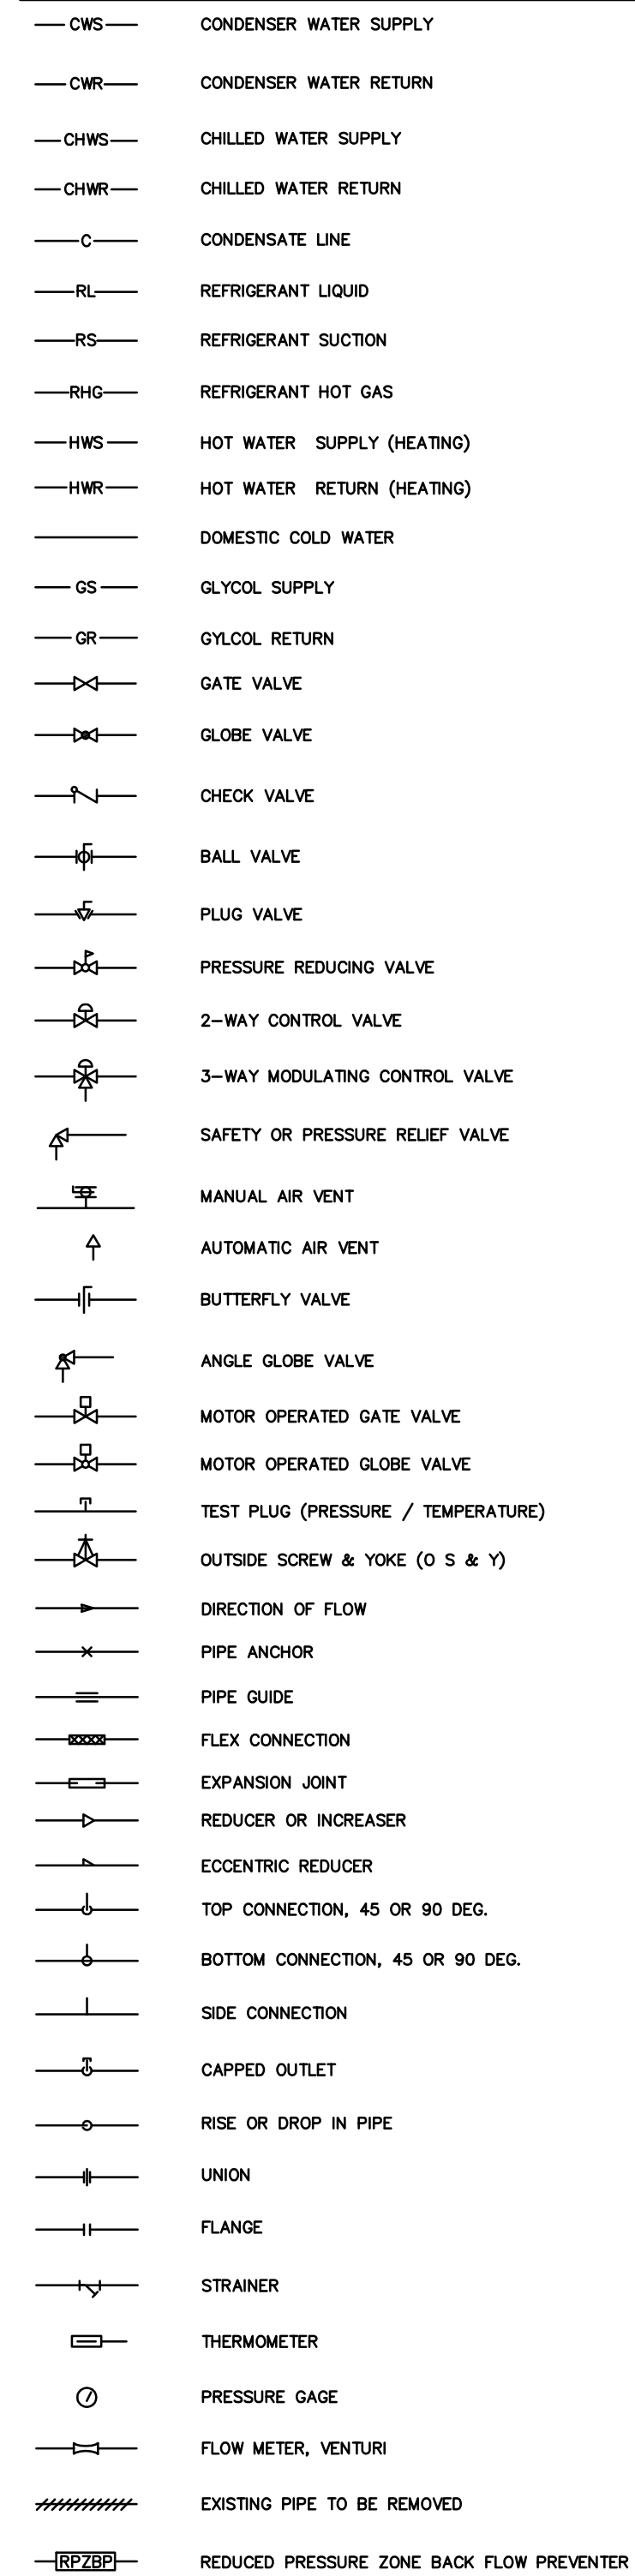 CWS CONDENSER WATER SUPPLY
CWR CONDENSER WATER RETURN
CHWS CHILLED WATER SUPPLY
CHWR CHILLED WATER RETURN
C CONDENSATE LINE
RL REFRIGERANT LIQUID
RS REFRIGERANT SUCTION
RHG REFRIGERANT HOT GAS
HWS HOT WATER SUPPLY (HEATING)
HWR HOT WATER RETURN (HEATING)
DOMESTIC COLD WATER
GS GLYCOL SUPPLY
GR GYLCOL RETURN
GATE VALVE
GLOBE VALVE
CHECK VALVE
BALL VALVE
PLUG VALVE
PRESSURE REDUCING VALVE
2-WAY CONTROL VALVE
3-WAY MODULATING CONTROL VALVE
SAFETY OR PRESSURE RELIEF VALVE
MANUAL AIR VENT
AUTOMATIC AIR VENT
BUTTERFLY VALVE
ANGLE GLOBE VALVE
MOTOR OPERATED GATE VALVE
MOTOR OPERATED GLOBE VALVE
TEST PLUG (PRESSURE / TEMPERATURE)
OUTSIDE SCREW & YOKE (O S & Y)
DIRECTION OF FLOW
PIPE ANCHOR
PIPE GUIDE
FLEX CONNECTION
EXPANSION JOINT
REDUCER OR INCREASER
ECCENTRIC REDUCER
TOP CONNECTION, 45 OR 90 DEG.
BOTTOM CONNECTION, 45 OR 90 DEG.
SIDE CONNECTION
CAPPED OUTLET
RISE OR DROP IN PIPE
UNION
FLANGE
STRAINER
THERMOMETER
PRESSURE GAGE
FLOW METER, VENTURI
EXISTING PIPE TO BE REMOVED
RPZBP REDUCED PRESSURE ZONE BACK FLOW PREVENTER